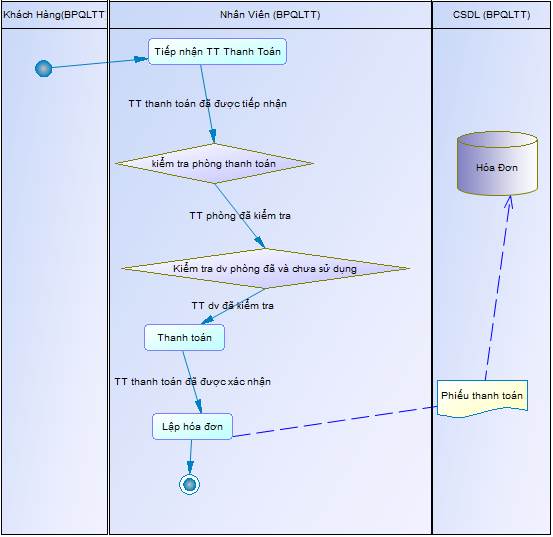 Khách Hàng(BPQLTT)
Nhân Viên (BPQLTT)
CSDL (BPQLTT)
Tiếp nhận TT Thanh Toán
TT thanh toán đã được tiếp nhận
kiểm tra phòng thanh toán
Hóa Đơn
TT phòng đã kiểm tra
Kiểm tra dv phòng đã và chưa sử dụng
TT dv đã kiểm tra
Thanh toán
TT thanh toán đã được xác nhận
Phiếu thanh toán
Lập hóa đơn